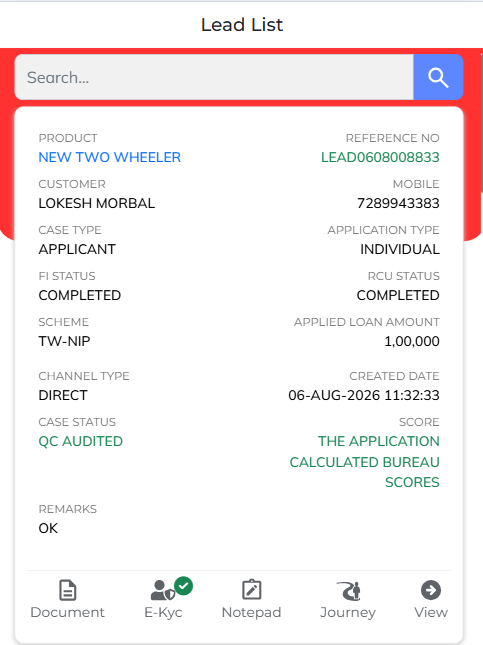 Lead List
Search...
PRODUCT REFERENCE NO
NEW TWO WHEELER LEAD0608008833
CUSTOMER MOBILE
LOKESH MORBAL 7289943383
CASE TYPE APPLICATION TYPE
APPLICANT INDIVIDUAL
FI STATUS RCU STATUS
COMPLETED COMPLETED
SCHEME APPLIED LOAN AMOUNT
TW-NIP 1,00,000
CHANNEL TYPE CREATED DATE
DIRECT 06-AUG-2026 11:32:33
CASE STATUS SCORE
QC AUDITED THE APPLICATION
CALCULATED BUREAU
SCORES
REMARKS
OK
Document E-Kyc Notepad Journey View